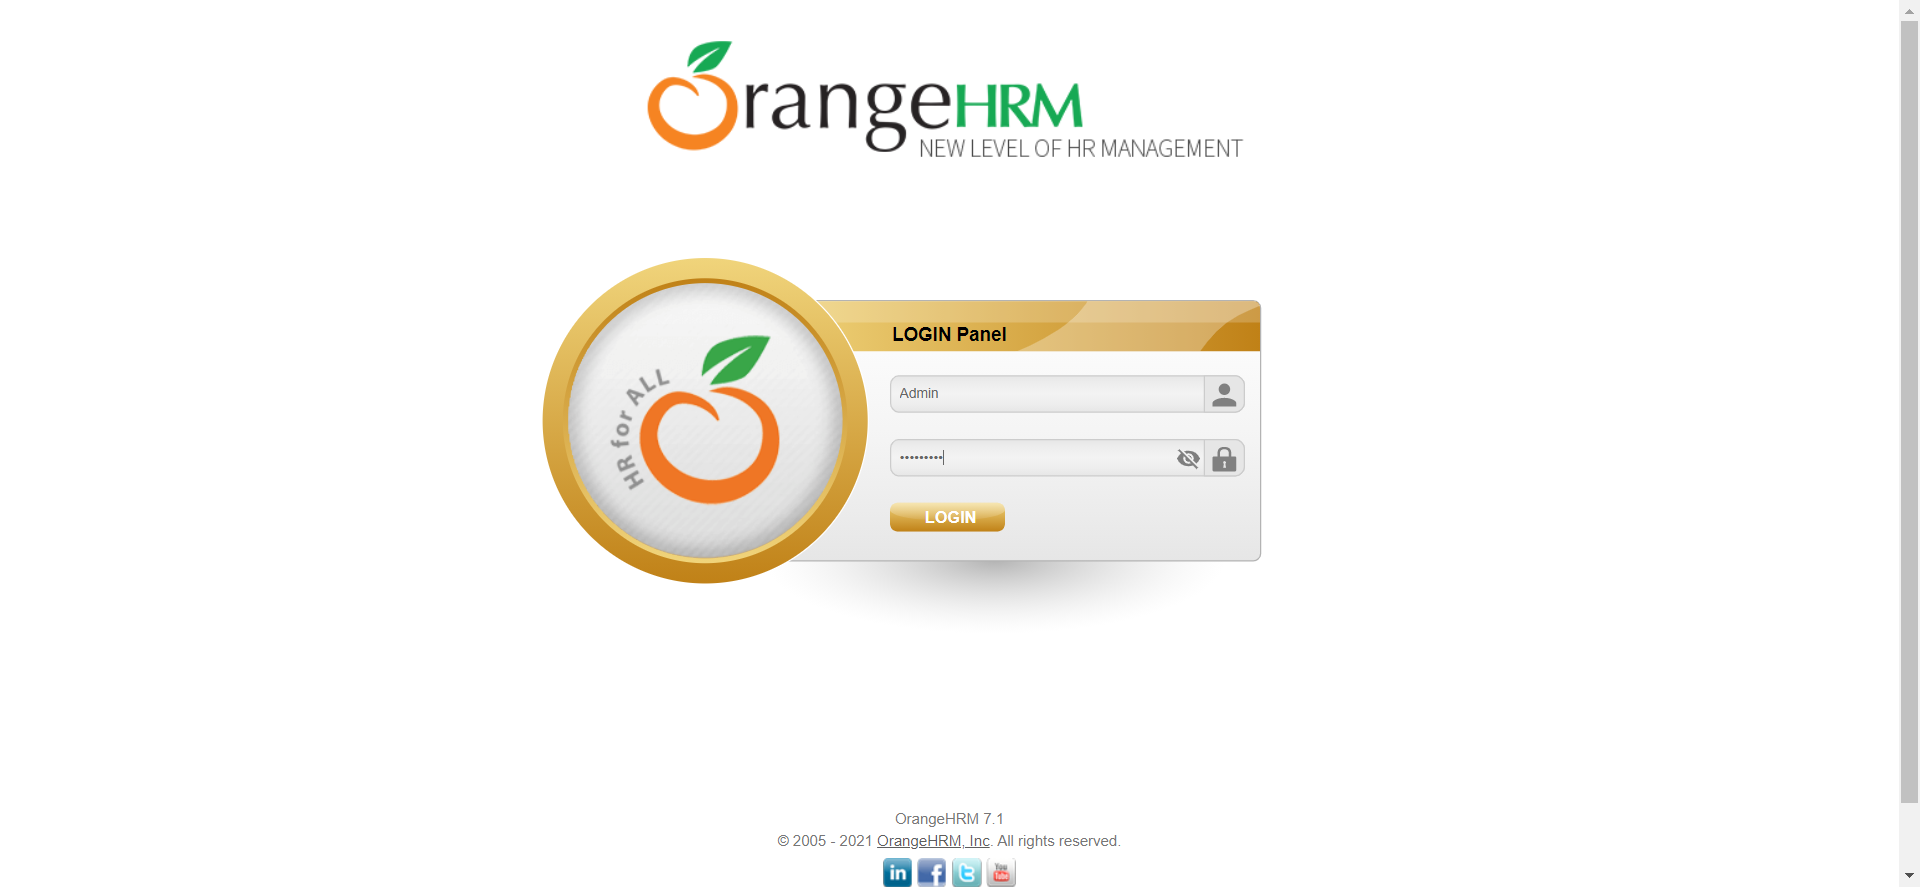 OrangeHRM
NEW LEVEL OF HR MANAGEMENT
HR for ALL
LOGIN Panel
Admin
•••••••••
LOGIN
OrangeHRM 7.1
© 2005 - 2021 OrangeHRM, Inc. All rights reserved.
in f t You Tube